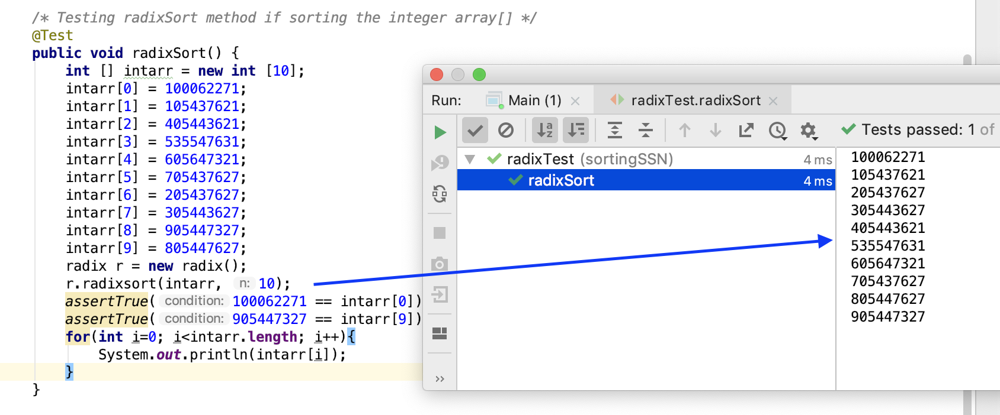 /* Testing radixSort method if sorting the integer array[] */
@Test
public void radixSort() {
int [] intarr = new int [10];
intarr[0] = 100062271;
intarr[1] = 105437621;
intarr[2] = 405443621;
intarr[3] = 535547631;
intarr[4] = 605647321;
intarr[5] = 705437627;
intarr[6] = 205437627;
intarr[7] = 305443627;
intarr[8] = 905447327;
intarr[9] = 805447627;
radix r = new radix();
r.radixsort(intarr, n: 10);
assertTrue( condition: 100062271 == intarr[0])
assertTrue( condition: 905447327 == intarr[9])
for(int i=0; i<intarr.length; i++){
System.out.println(intarr[i]);
}
}
Run: Main (1) radixTest.radixSort
Tests passed: 1 of
radixTest (sortingSSN) 4 ms
radixSort 4 ms
100062271
105437621
205437627
305443627
405443621
535547631
605647321
705437627
805447627
905447327